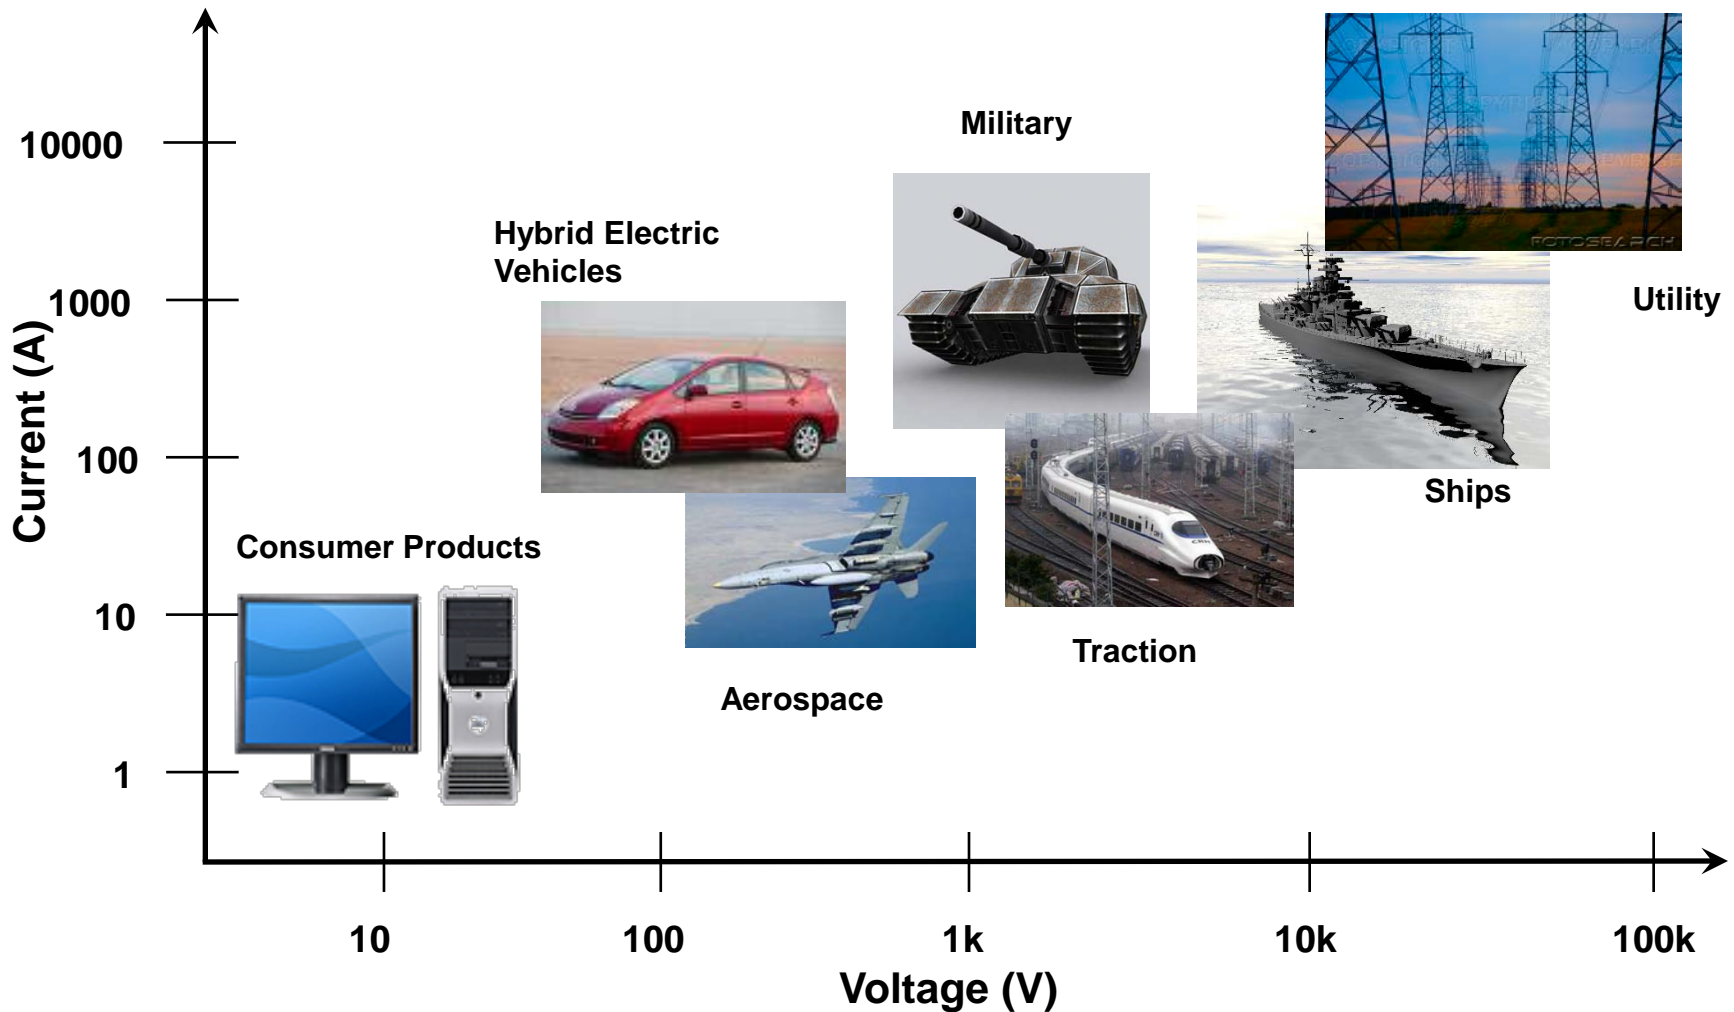 Military
10000
Hybrid Electric
Vehicles
1000
Utility
Current (A)
100
Ships
Consumer Products
10
Traction
Aerospace
1
10
100
1k
10k
100k
Voltage (V)
FOTOSEARCH